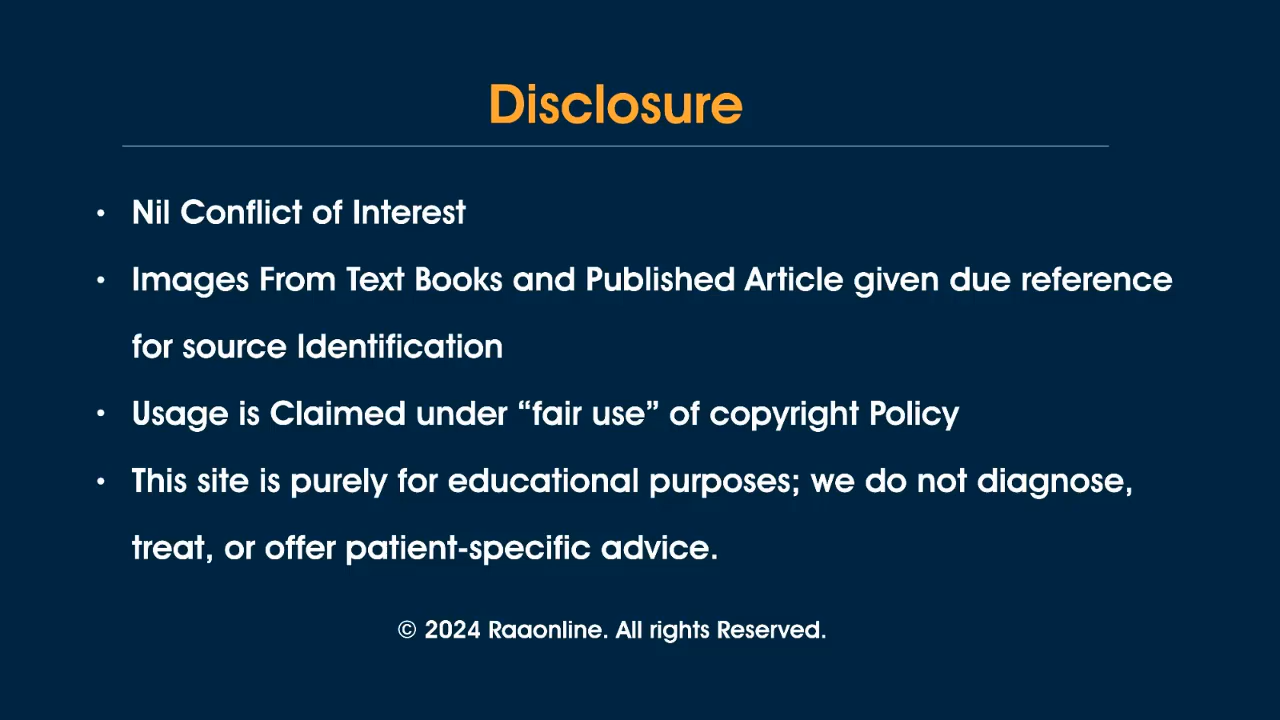 Disclosure
• Nil Conflict of Interest
• Images From Text Books and Published Article given due reference
for source Identification
• Usage is Claimed under “fair use” of copyright Policy
• This site is purely for educational purposes; we do not diagnose,
treat, or offer patient-specific advice.
© 2024 Raaonline. All rights Reserved.